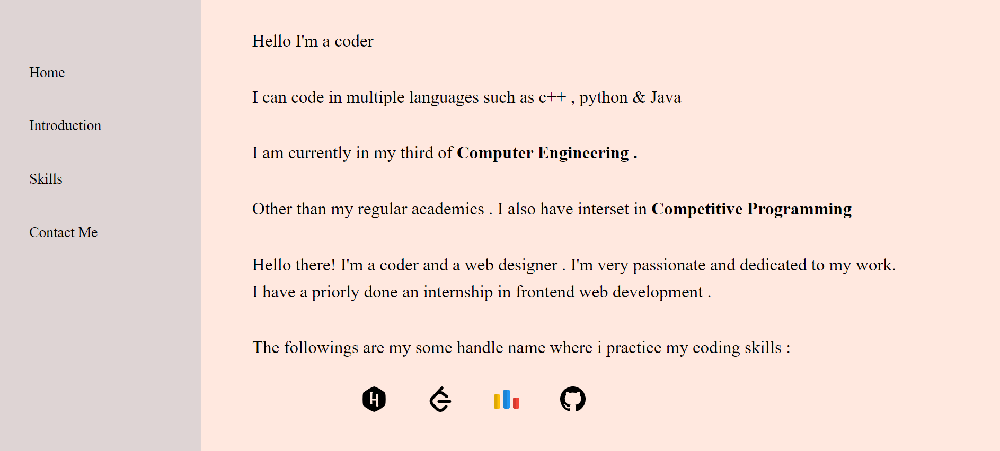 Home
Introduction
Skills
Contact Me
Hello I'm a coder
I can code in multiple languages such as c++ , python & Java
I am currently in my third of Computer Engineering .
Other than my regular academics . I also have interset in Competitive Programming
Hello there! I'm a coder and a web designer . I'm very passionate and dedicated to my work.
I have a priorly done an internship in frontend web development .
The followings are my some handle name where i practice my coding skills :